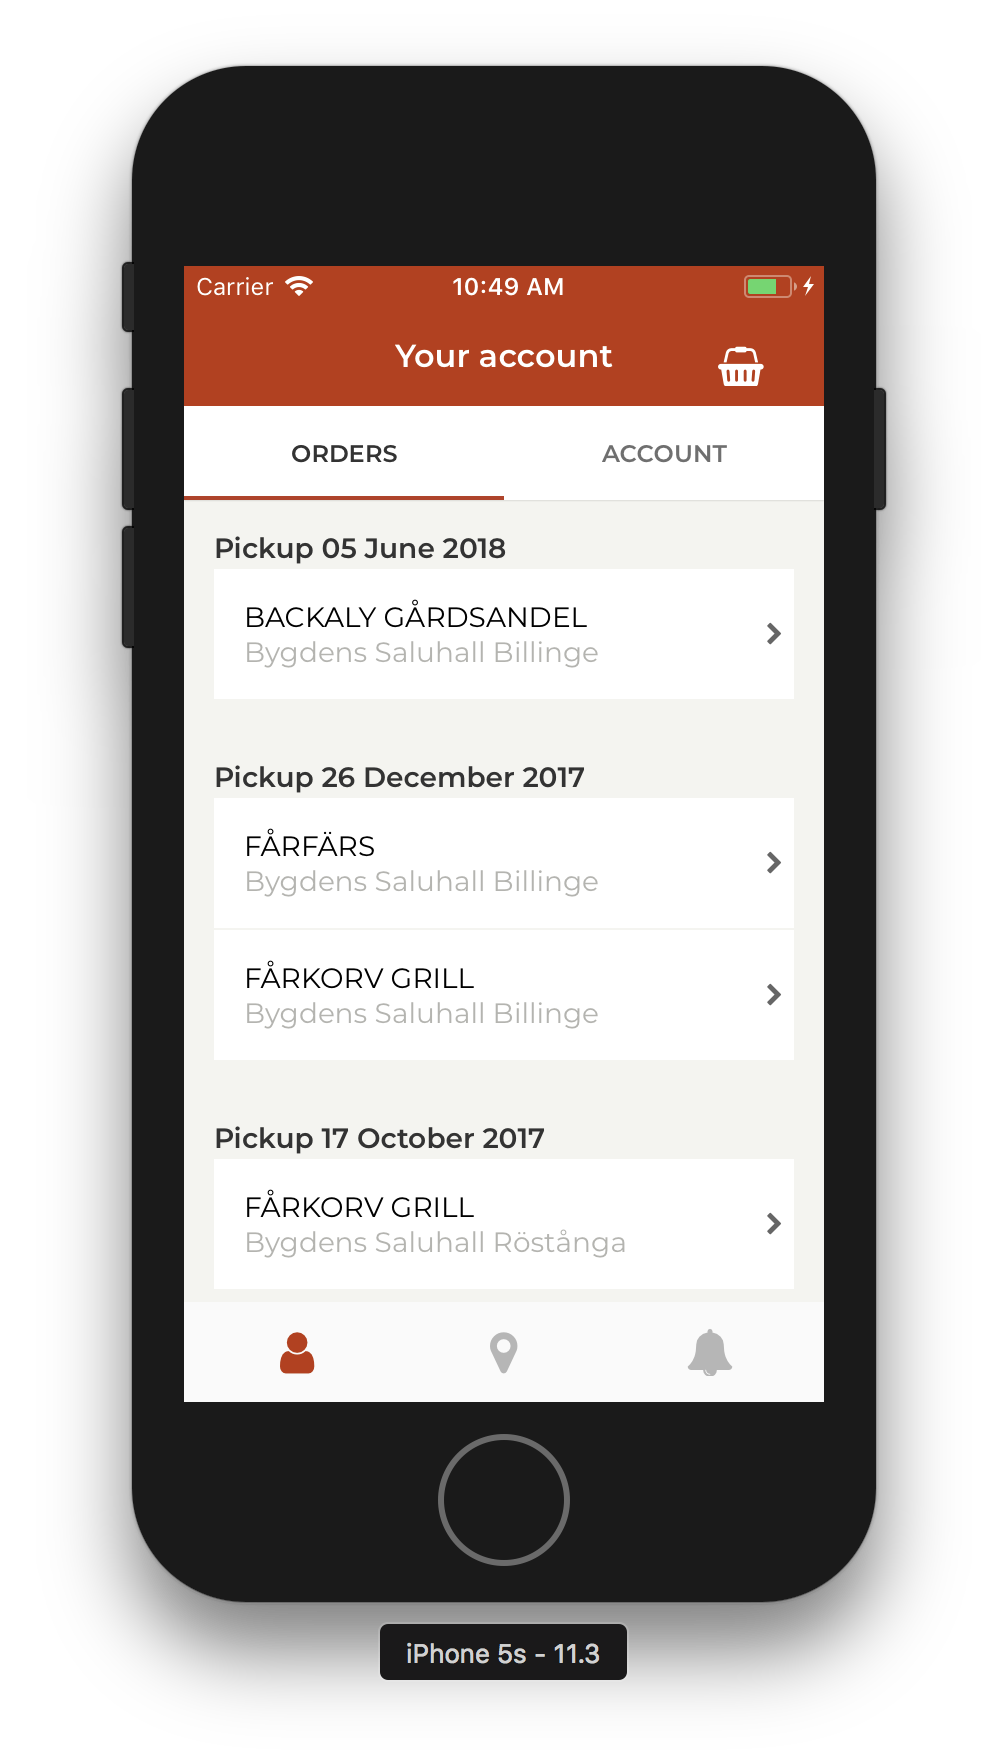 Carrier
10:49 AM
Your account
ORDERS
ACCOUNT
Pickup 05 June 2018
BACKALY GÅRDSANDEL
Bygdens Saluhall Billinge
Pickup 26 December 2017
FÅRFÄRS
Bygdens Saluhall Billinge
FÅRKORV GRILL
Bygdens Saluhall Billinge
Pickup 17 October 2017
FÅRKORV GRILL
Bygdens Saluhall Röstånga
iPhone 5s - 11.3